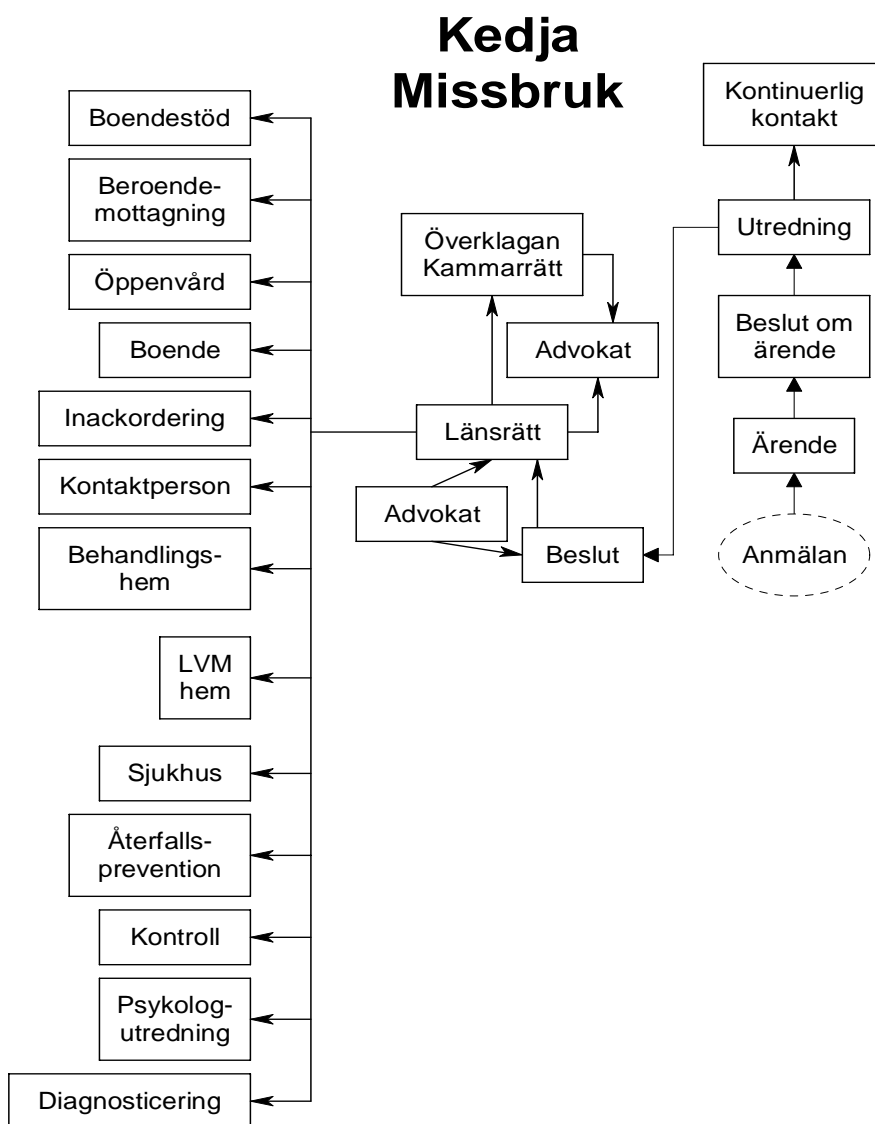 Kedja
Missbruk
Boendestöd
Beroende-
mottagning
Öppenvård
Boende
Inackordering
Kontaktperson
Behandlings-
hem
LVM
hem
Sjukhus
Återfalls-
prevention
Kontroll
Psykolog-
utredning
Diagnosticering
Överklagan
Kammarrätt
Advokat
Länsrätt
Advokat
Beslut
Kontinuerlig
kontakt
Utredning
Beslut om
ärende
Ärende
Anmälan